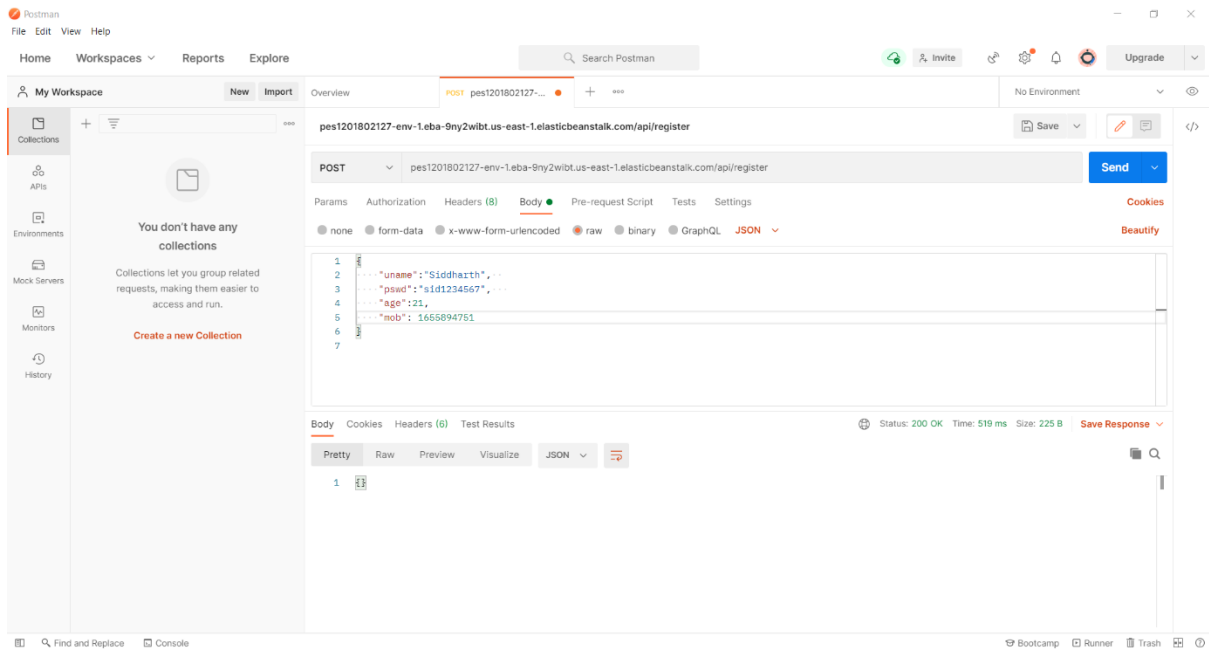 Postman
File Edit View Help
Home Workspaces Reports Explore Search Postman Invite Upgrade
My Workspace New Import Overview POST pes1201802127-... No Environment
Collections
APIs
Environments
Mock Servers
Monitors
History
You don't have any
collections
Collections let you group related
requests, making them easier to
access and run.
Create a new Collection
pes1201802127-env-1.eba-9ny2wibt.us-east-1.elasticbeanstalk.com/api/register Save
POST pes1201802127-env-1.eba-9ny2wibt.us-east-1.elasticbeanstalk.com/api/register Send
Params Authorization Headers (8) Body Pre-request Script Tests Settings Cookies
none form-data x-www-form-urlencoded raw binary GraphQL JSON Beautify
1 {
2 "uname":"Siddharth",
3 "pswd":"sid1234567",
4 "age":21,
5 "mob": 1655894751
6 }
7
Body Cookies Headers (6) Test Results Status: 200 OK Time: 519 ms Size: 225 B Save Response
Pretty Raw Preview Visualize JSON
1 {}
Find and Replace Console Bootcamp Runner Trash